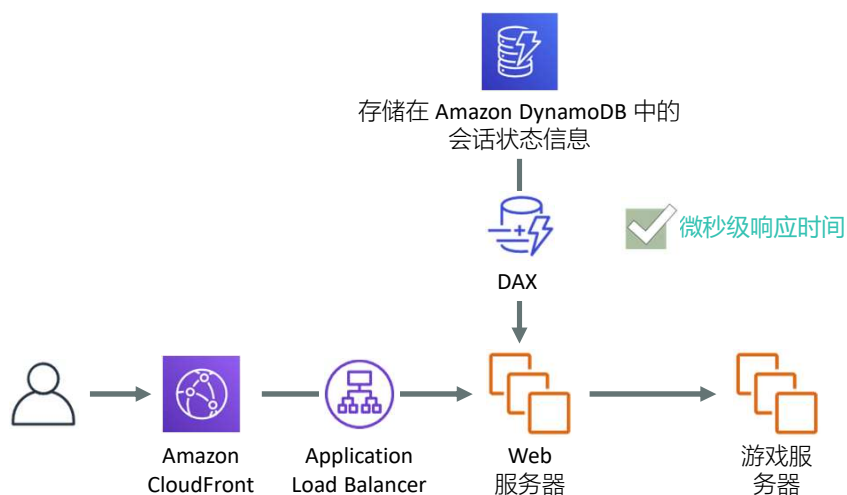 存储在 Amazon DynamoDB 中的
会话状态信息
微秒级响应时间
DAX
Amazon
CloudFront
Application
Load Balancer
Web
服务器
游戏服
务器